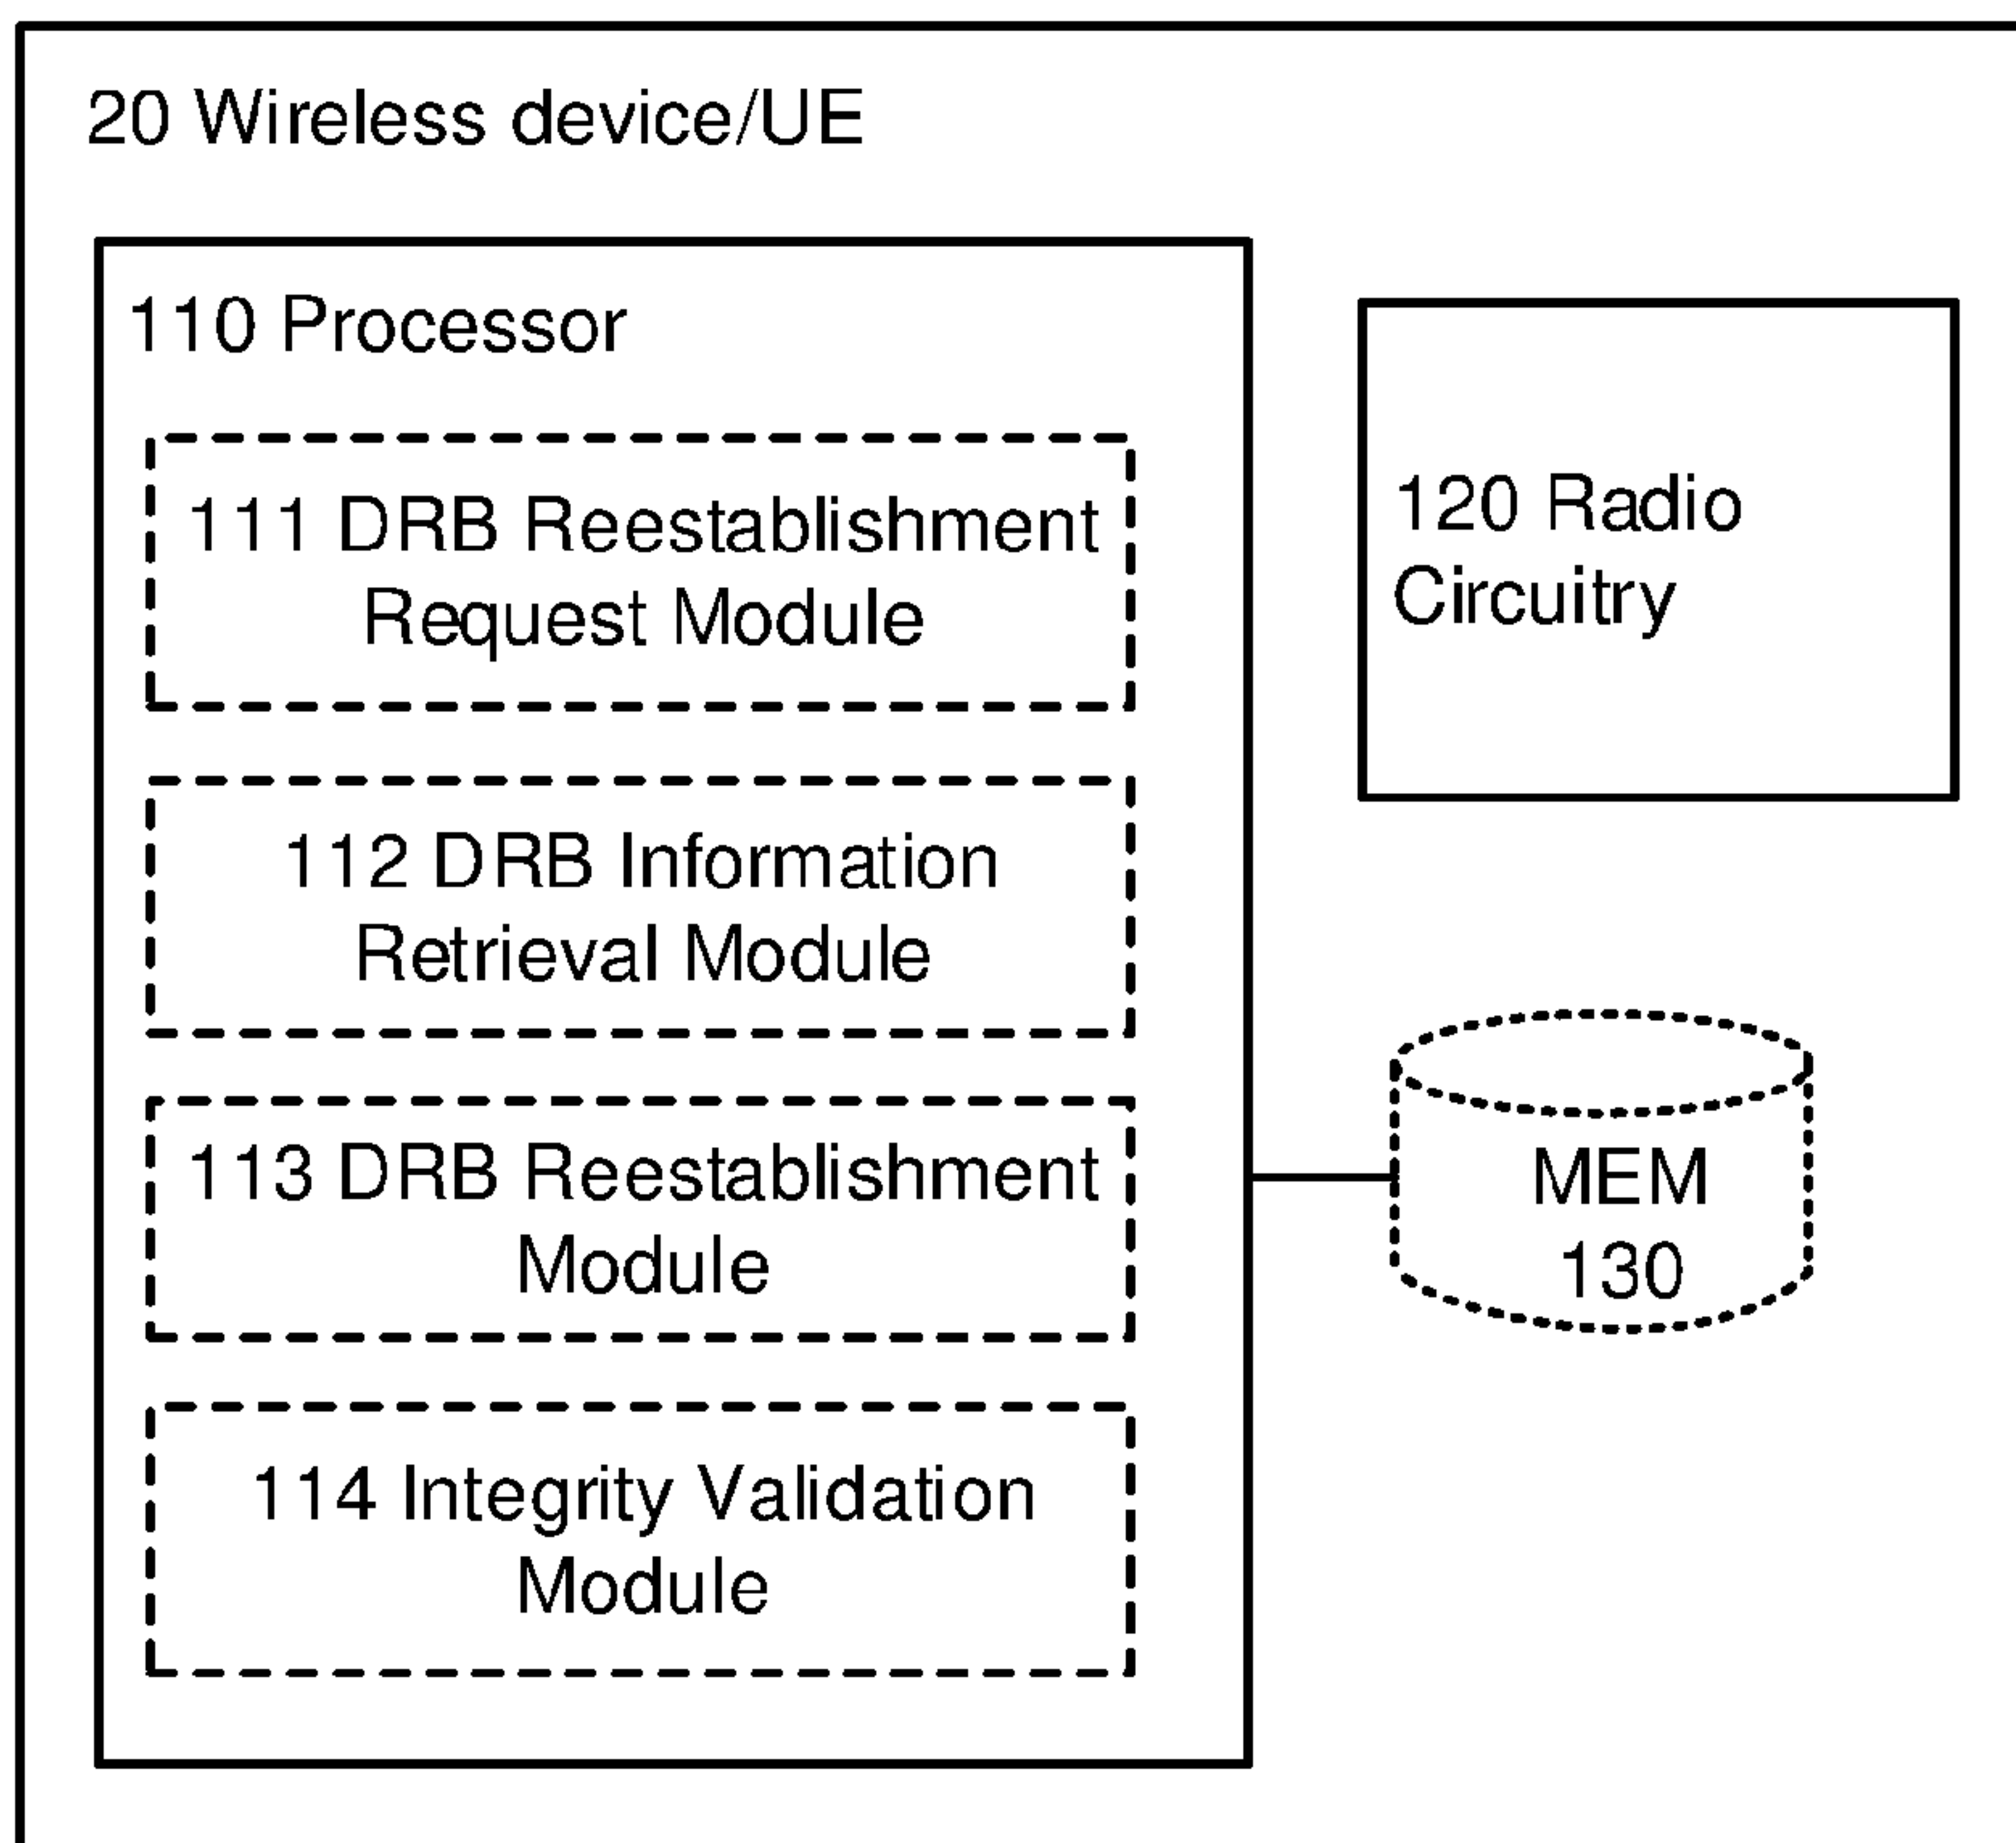 20 Wireless device/UE
110 Processor
111 DRB Reestablishment
Request Module
112 DRB Information
Retrieval Module
113 DRB Reestablishment
Module
114 Integrity Validation
Module
120 Radio
Circuitry
MEM
130